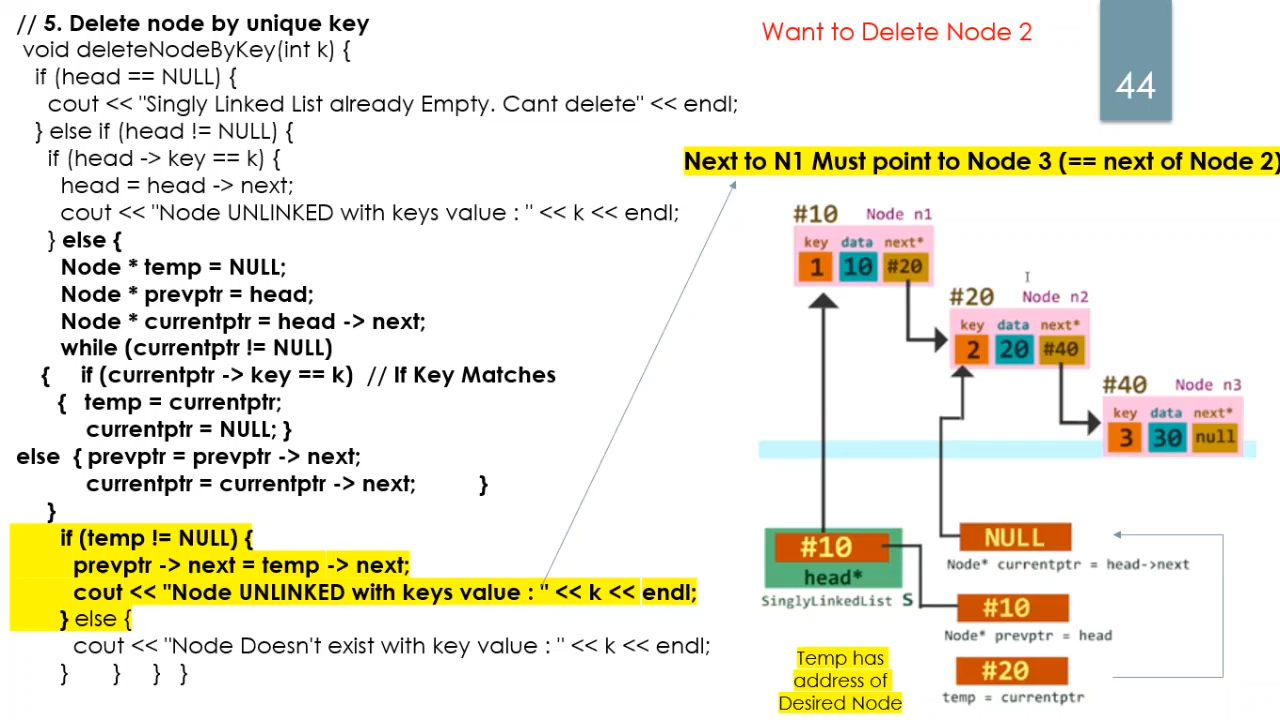 // 5. Delete node by unique key
void deleteNodeByKey(int k) {
if (head == NULL) {
cout << "Singly Linked List already Empty. Cant delete" << endl;
} else if (head != NULL) {
if (head -> key == k) {
head = head -> next;
cout << "Node UNLINKED with keys value : " << k << endl;
} else {
Node * temp = NULL;
Node * prevptr = head;
Node * currentptr = head -> next;
while (currentptr != NULL)
{ if (currentptr -> key == k) // If Key Matches
{ temp = currentptr;
currentptr = NULL; }
else { prevptr = prevptr -> next;
currentptr = currentptr -> next; }
}
if (temp != NULL) {
prevptr -> next = temp -> next;
cout << "Node UNLINKED with keys value : " << k << endl;
} else {
cout << "Node Doesn't exist with key value : " << k << endl;
} } } }
Want to Delete Node 2
44
Next to N1 Must point to Node 3 (== next of Node 2)
#10 Node n1
key data next*
1 10 #20
#20 Node n2
key data next*
2 20 #40
#40 Node n3
key data next*
3 30 null
#10
head*
SinglyLinkedList s
NULL
Node* currentptr = head->next
#10
Node* prevptr = head
#20
temp = currentptr
Temp has
address of
Desired Node